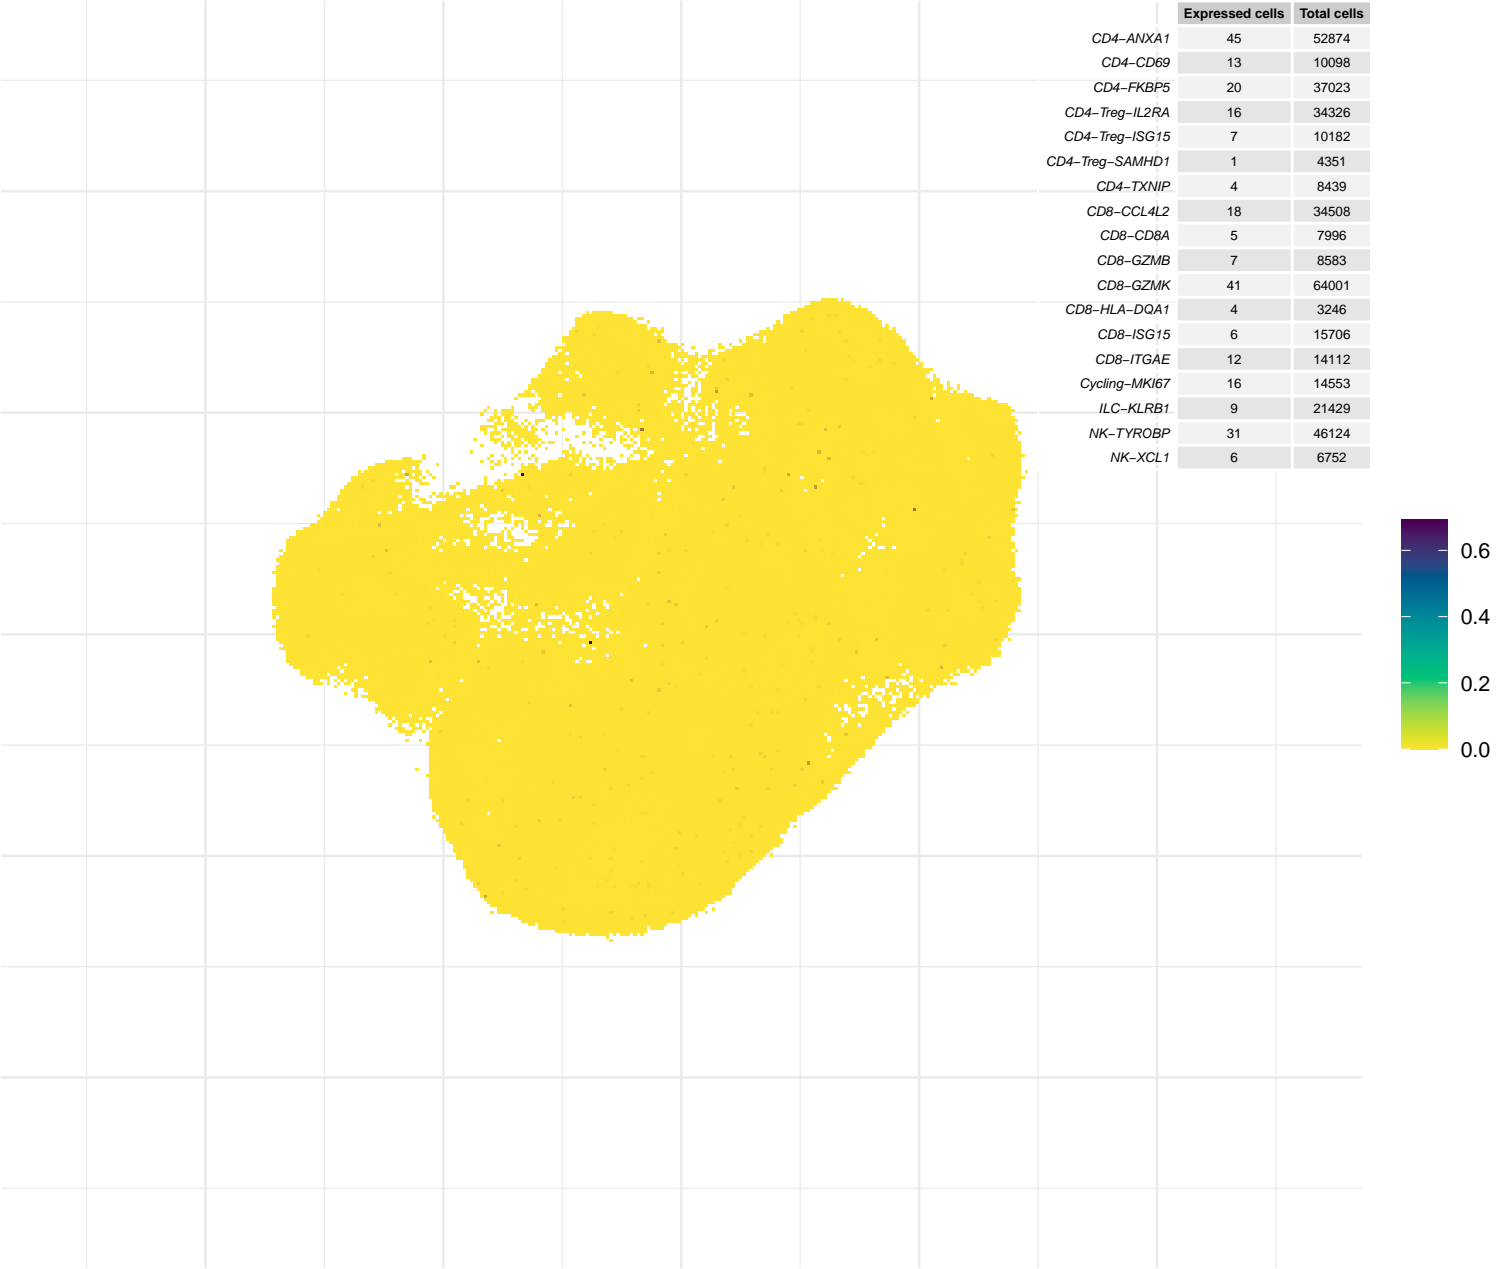 Expressed cells Total cells
CD4−ANXA1 45 52874
CD4−CD69 13 10098
CD4−FKBP5 20 37023
CD4−Treg−IL2RA 16 34326
CD4−Treg−ISG15 7 10182
CD4−Treg−SAMHD1 1 4351
CD4−TXNIP 4 8439
CD8−CCL4L2 18 34508
CD8−CD8A 5 7996
CD8−GZMB 7 8583
CD8−GZMK 41 64001
CD8−HLA−DQA1 4 3246
CD8−ISG15 6 15706
CD8−ITGAE 12 14112
Cycling−MKI67 16 14553
ILC−KLRB1 9 21429
NK−TYROBP 31 46124
NK−XCL1 6 6752
0.6
0.4
0.2
0.0